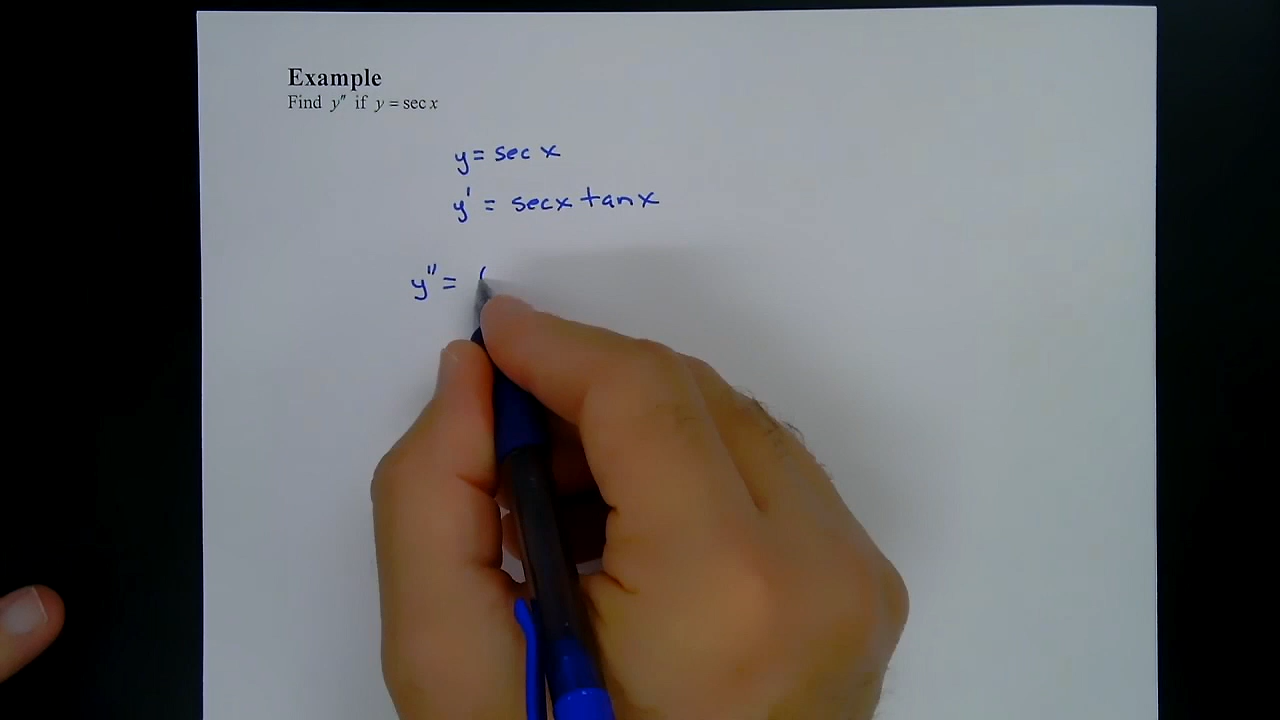 Example
Find y″ if y = sec x
y = sec x
y' = secx tanx
y" = (